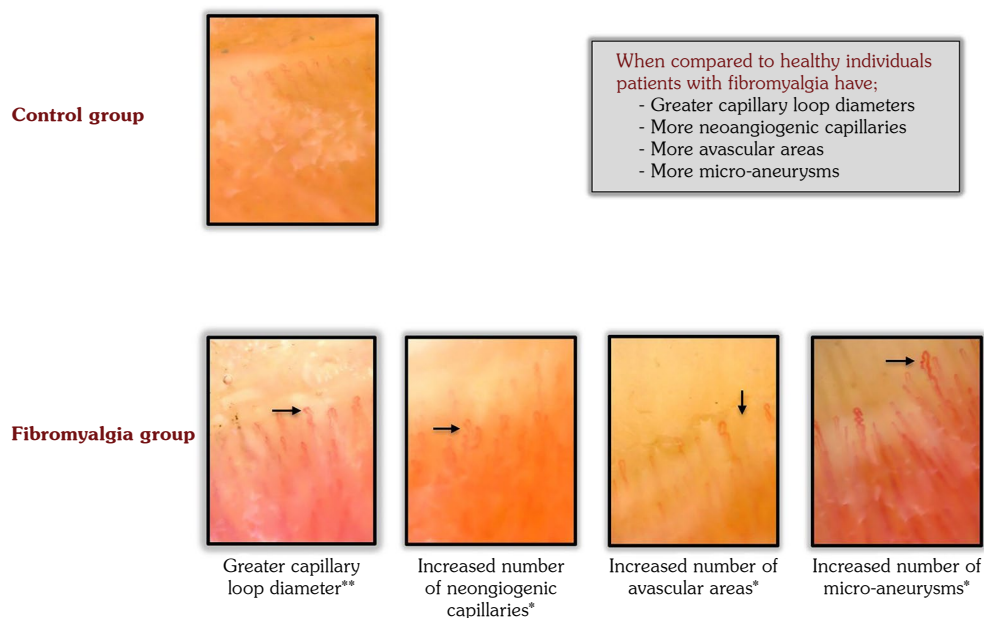 Control group
When compared to healthy individuals
patients with fibromyalgia have;
- Greater capillary loop diameters
- More neoangiogenic capillaries
- More avascular areas
- More micro-aneurysms
Fibromyalgia group
Greater capillary
loop diameter**
Increased number
of neongiogenic
capillaries*
Increased number of
avascular areas*
Increased number of
micro-aneurysms*